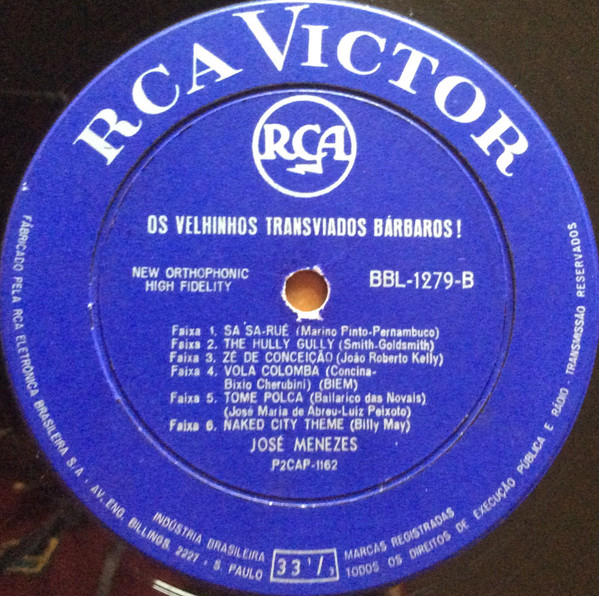 RCA VICTOR
RCA
OS VELHINHOS TRANSVIADOS BÁRBAROS!
NEW ORTHOPHONIC
HIGH FIDELITY
BBL-1279-B
Faixa 1. SA SA-RUÊ (Marino Pinto-Pernambuco)
Faixa 2. THE HULLY GULLY (Smith-Goldsmith)
Faixa 3. ZÉ DE CONCEIÇÃO (João Roberto Kelly)
Faixa 4. VOLA COLOMBA (Concina-
Bixio Cherubini) (BIEM)
Faixa 5. TOME POLCA (Bailarico das Novais)
(José Maria de Abreu-Luiz Peixoto)
Faixa 6. NAKED CITY THEME (Billy May)
JOSÉ MENEZES
P2CAP-1162
FABRICADO PELA RCA ELETRÔNICA BRASILEIRA S.A. - AV. ENG. BILLINGS, 2227 - S. PAULO
INDÚSTRIA BRASILEIRA
33 1/3
MARCAS REGISTRADAS
TODOS OS DIREITOS DE EXECUÇÃO PÚBLICA E RÁDIO - TRANSMISSÃO RESERVADOS